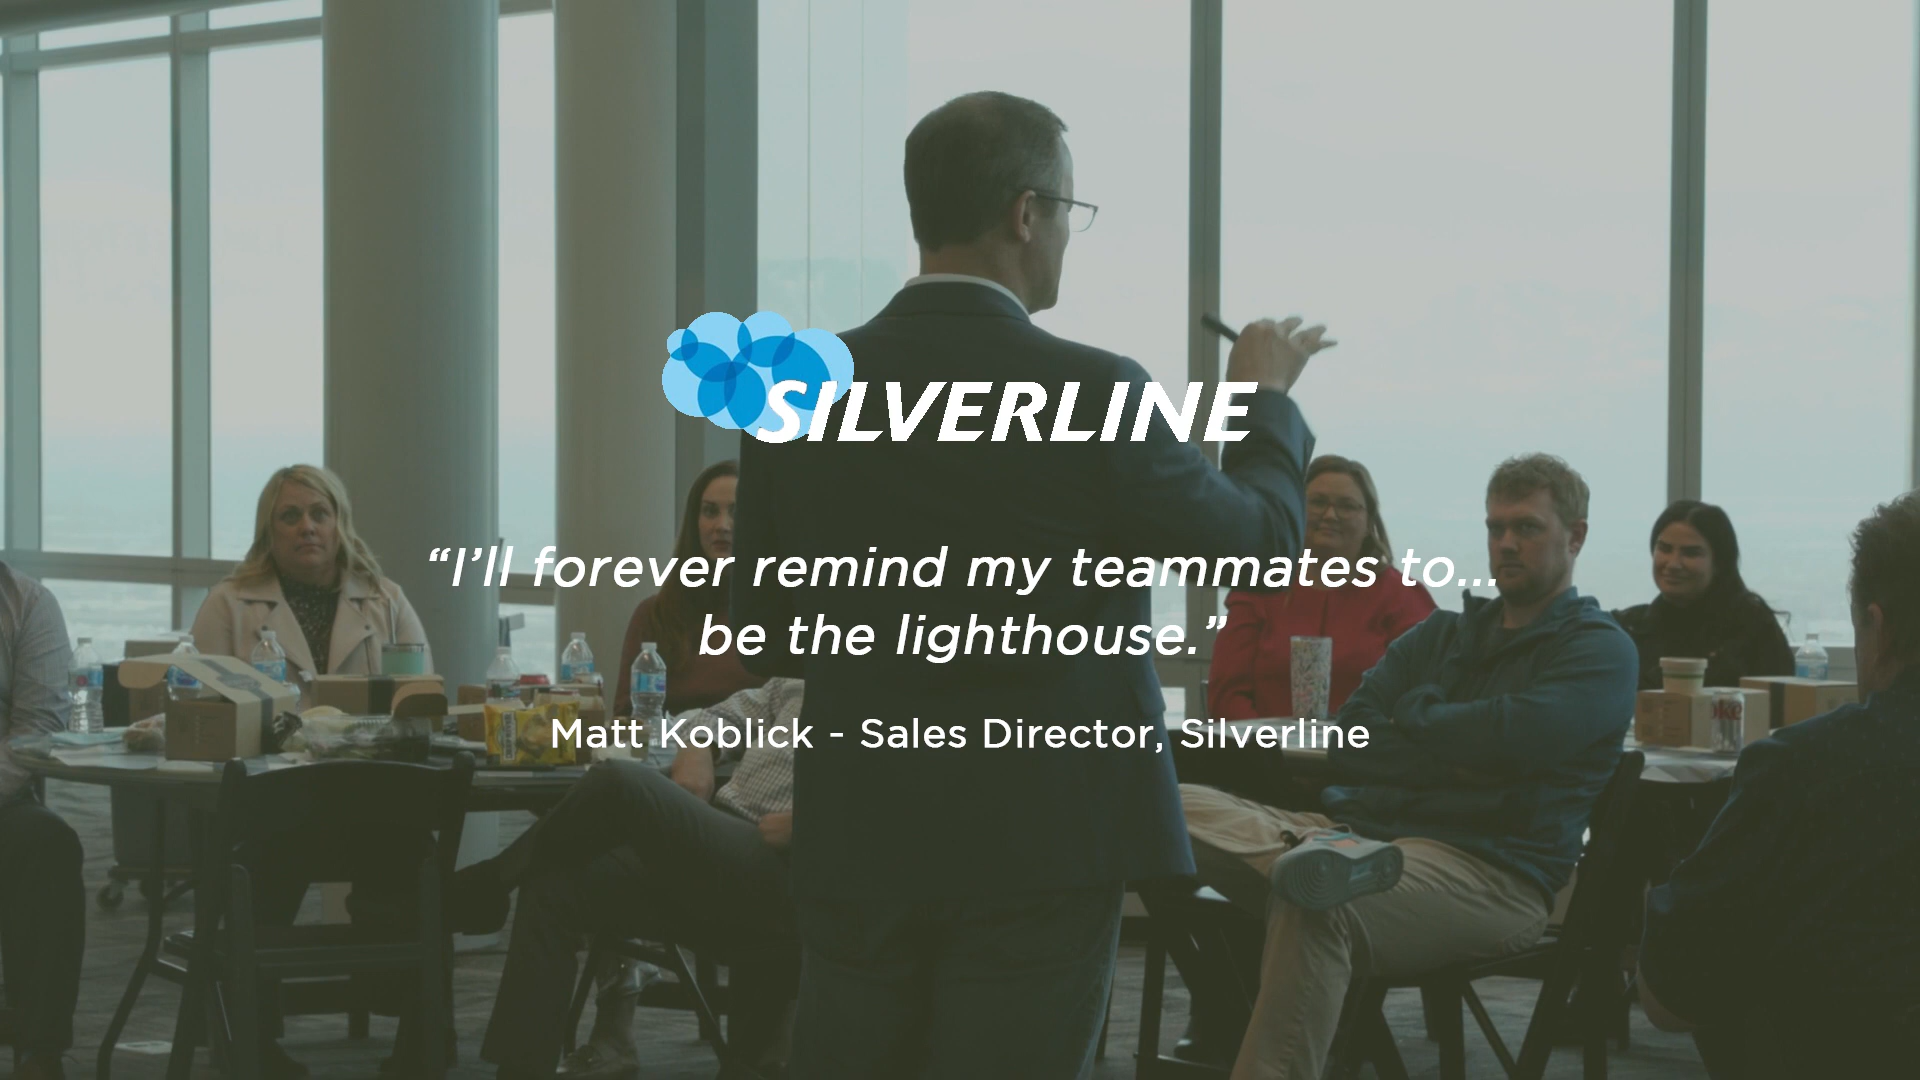 SILVERLINE
“I’ll forever remind my teammates to...
be the lighthouse.”
Matt Koblick - Sales Director, Silverline